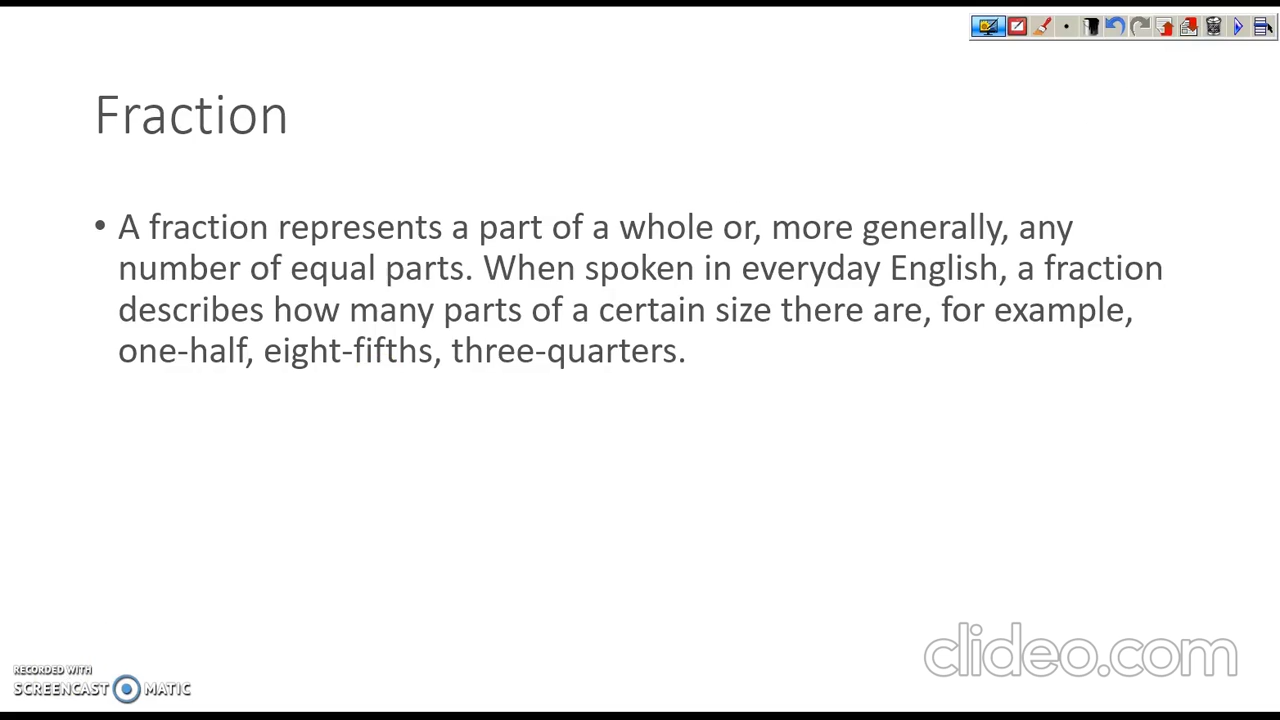 Fraction
• A fraction represents a part of a whole or, more generally, any
number of equal parts. When spoken in everyday English, a fraction
describes how many parts of a certain size there are, for example,
one-half, eight-fifths, three-quarters.
clideo.com
RECORDED WITH
SCREENCAST MATIC